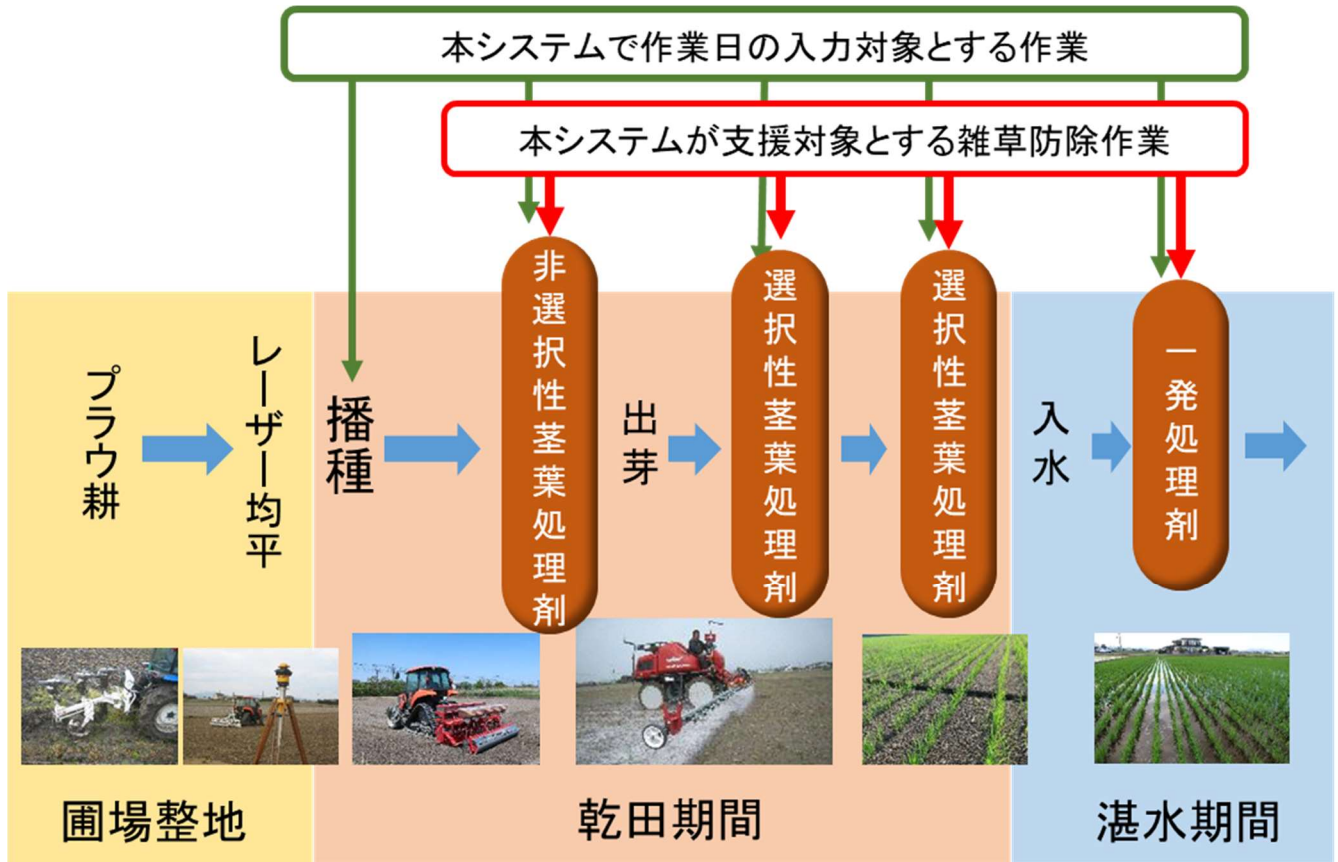 本システムで作業日の入力対象とする作業
本システムが支援対象とする雑草防除作業
プラウ耕
レーザー均平
播種
非選択性茎葉処理剤
出芽
選択性茎葉処理剤
選択性茎葉処理剤
入水
一発処理剤
圃場整地
乾田期間
湛水期間